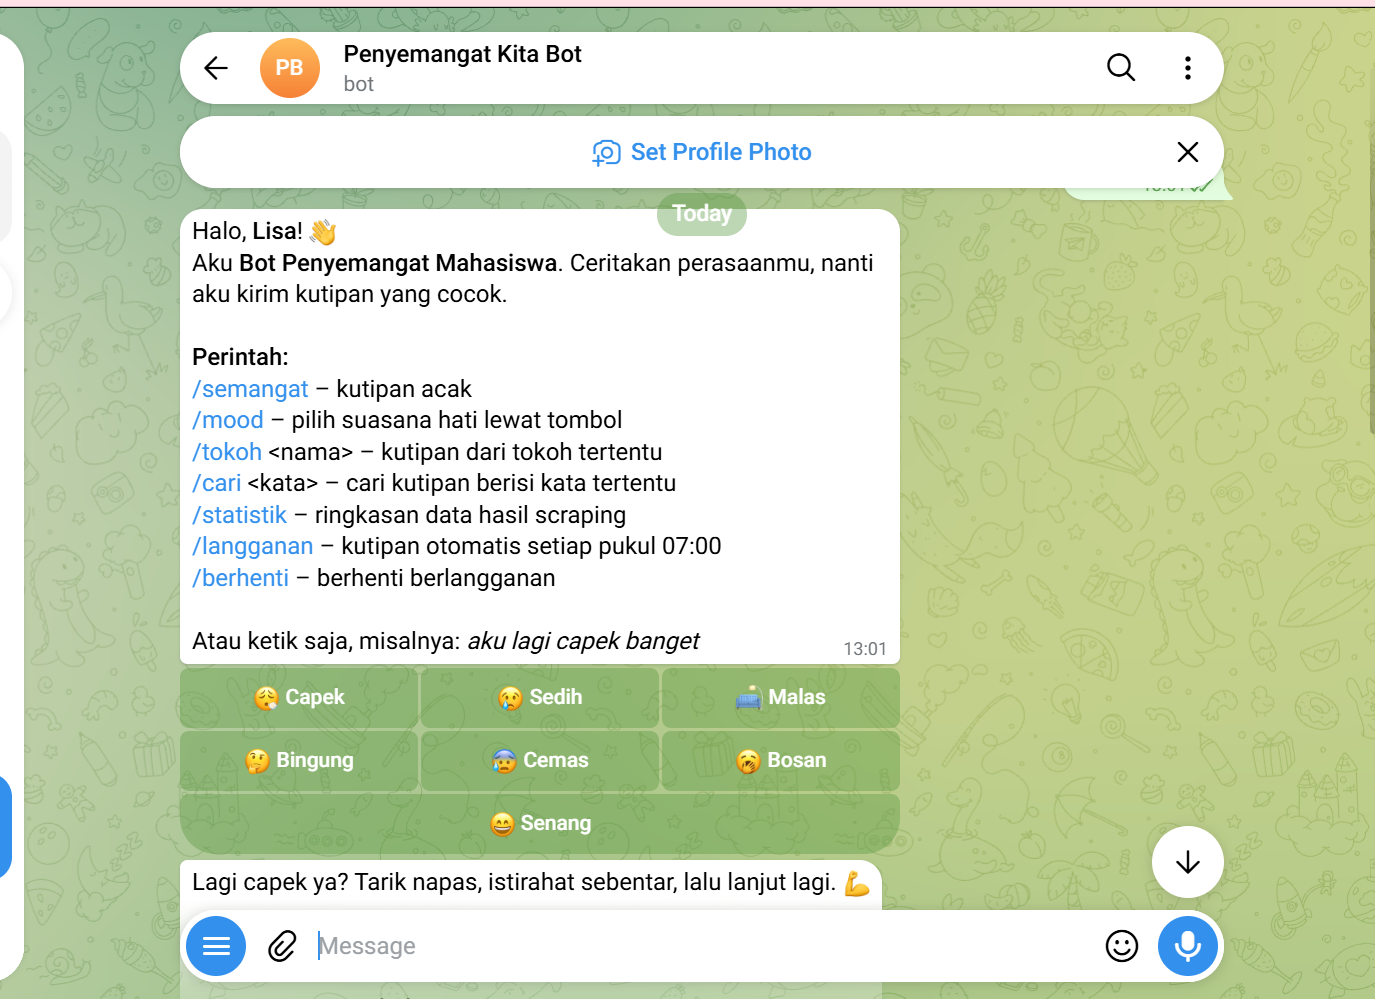 PB
Penyemangat Kita Bot
bot
Set Profile Photo
Today
Halo, Lisa! 👋
Aku Bot Penyemangat Mahasiswa. Ceritakan perasaanmu, nanti
aku kirim kutipan yang cocok.
Perintah:
/semangat – kutipan acak
/mood – pilih suasana hati lewat tombol
/tokoh <nama> – kutipan dari tokoh tertentu
/cari <kata> – cari kutipan berisi kata tertentu
/statistik – ringkasan data hasil scraping
/langganan – kutipan otomatis setiap pukul 07:00
/berhenti – berhenti berlangganan
Atau ketik saja, misalnya: aku lagi capek banget
13:01
😮‍💨 Capek
😢 Sedih
🛋️ Malas
🤔 Bingung
😰 Cemas
🥱 Bosan
😄 Senang
Lagi capek ya? Tarik napas, istirahat sebentar, lalu lanjut lagi. 💪
Message